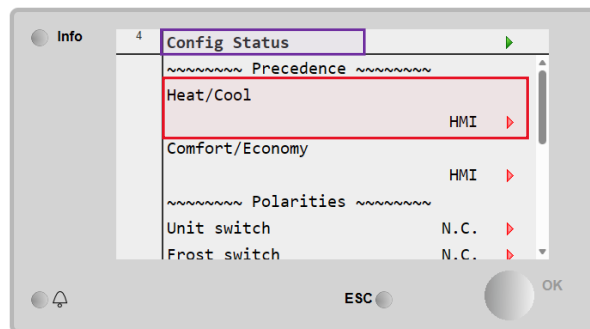 Info
4 Config Status
~~~~~~~~ Precedence ~~~~~~~~
Heat/Cool
HMI
Comfort/Economy
HMI
~~~~~~~~ Polarities ~~~~~~~~
Unit switch N.C.
Frost switch N.C.
OK
ESC